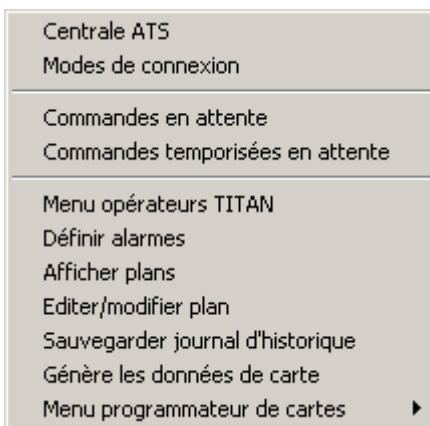 Centrale ATS
Modes de connexion
Commandes en attente
Commandes temporisées en attente
Menu opérateurs TITAN
Définir alarmes
Afficher plans
Editer/modifier plan
Sauvegarder journal d'historique
Génère les données de carte
Menu programmateur de cartes